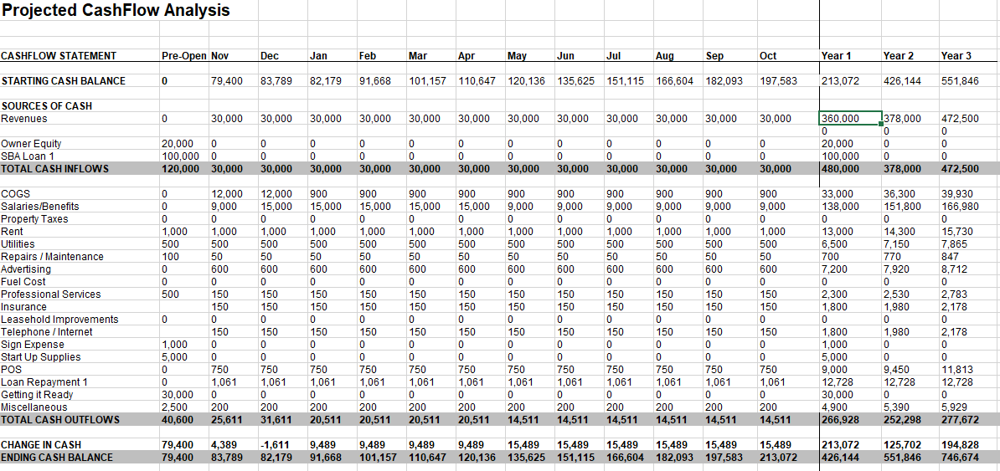 Projected CashFlow Analysis
CASHFLOW STATEMENT Pre-Open Nov Dec Jan Feb Mar Apr May Jun Jul Aug Sep Oct Year 1 Year 2 Year 3
STARTING CASH BALANCE 0 79,400 83,789 82,179 91,668 101,157 110,647 120,136 135,625 151,115 166,604 182,093 197,583 213,072 426,144 551,846
SOURCES OF CASH
Revenues 0 30,000 30,000 30,000 30,000 30,000 30,000 30,000 30,000 30,000 30,000 30,000 30,000 360,000 378,000 472,500
0 0 0
Owner Equity 20,000 0 0 0 0 0 0 0 0 0 0 0 0 20,000 0 0
SBA Loan 1 100,000 0 0 0 0 0 0 0 0 0 0 0 0 100,000 0 0
TOTAL CASH INFLOWS 120,000 30,000 30,000 30,000 30,000 30,000 30,000 30,000 30,000 30,000 30,000 30,000 30,000 480,000 378,000 472,500
COGS 0 12,000 12,000 900 900 900 900 900 900 900 900 900 900 33,000 36,300 39,930
Salaries/Benefits 0 9,000 15,000 15,000 15,000 15,000 15,000 9,000 9,000 9,000 9,000 9,000 9,000 138,000 151,800 166,980
Property Taxes 0 0 0 0 0 0 0 0 0 0 0 0 0 0 0 0
Rent 1,000 1,000 1,000 1,000 1,000 1,000 1,000 1,000 1,000 1,000 1,000 1,000 1,000 13,000 14,300 15,730
Utilities 500 500 500 500 500 500 500 500 500 500 500 500 500 6,500 7,150 7,865
Repairs / Maintenance 100 50 50 50 50 50 50 50 50 50 50 50 50 700 770 847
Advertising 0 600 600 600 600 600 600 600 600 600 600 600 600 7,200 7,920 8,712
Fuel Cost 0 0 0 0 0 0 0 0 0 0 0 0 0 0 0 0
Professional Services 500 150 150 150 150 150 150 150 150 150 150 150 150 2,300 2,530 2,783
Insurance 150 150 150 150 150 150 150 150 150 150 150 150 1,800 1,980 2,178
Leasehold Improvements 0 0 0 0 0 0 0 0 0 0 0 0 0 0 0 0
Telephone / Internet 150 150 150 150 150 150 150 150 150 150 150 150 1,800 1,980 2,178
Sign Expense 1,000 0 0 0 0 0 0 0 0 0 0 0 0 1,000 0 0
Start Up Supplies 5,000 0 0 0 0 0 0 0 0 0 0 0 0 5,000 0 0
POS 0 750 750 750 750 750 750 750 750 750 750 750 750 9,000 9,450 11,813
Loan Repayment 1 0 1,061 1,061 1,061 1,061 1,061 1,061 1,061 1,061 1,061 1,061 1,061 1,061 12,728 12,728 12,728
Getting it Ready 30,000 0 0 0 0 0 0 0 0 0 0 0 0 30,000 0 0
Miscellaneous 2,500 200 200 200 200 200 200 200 200 200 200 200 200 4,900 5,390 5,929
TOTAL CASH OUTFLOWS 40,600 25,611 31,611 20,511 20,511 20,511 20,511 14,511 14,511 14,511 14,511 14,511 14,511 266,928 252,298 277,672
CHANGE IN CASH 79,400 4,389 -1,611 9,489 9,489 9,489 9,489 15,489 15,489 15,489 15,489 15,489 15,489 213,072 125,702 194,828
ENDING CASH BALANCE 79,400 83,789 82,179 91,668 101,157 110,647 120,136 135,625 151,115 166,604 182,093 197,583 213,072 426,144 551,846 746,674